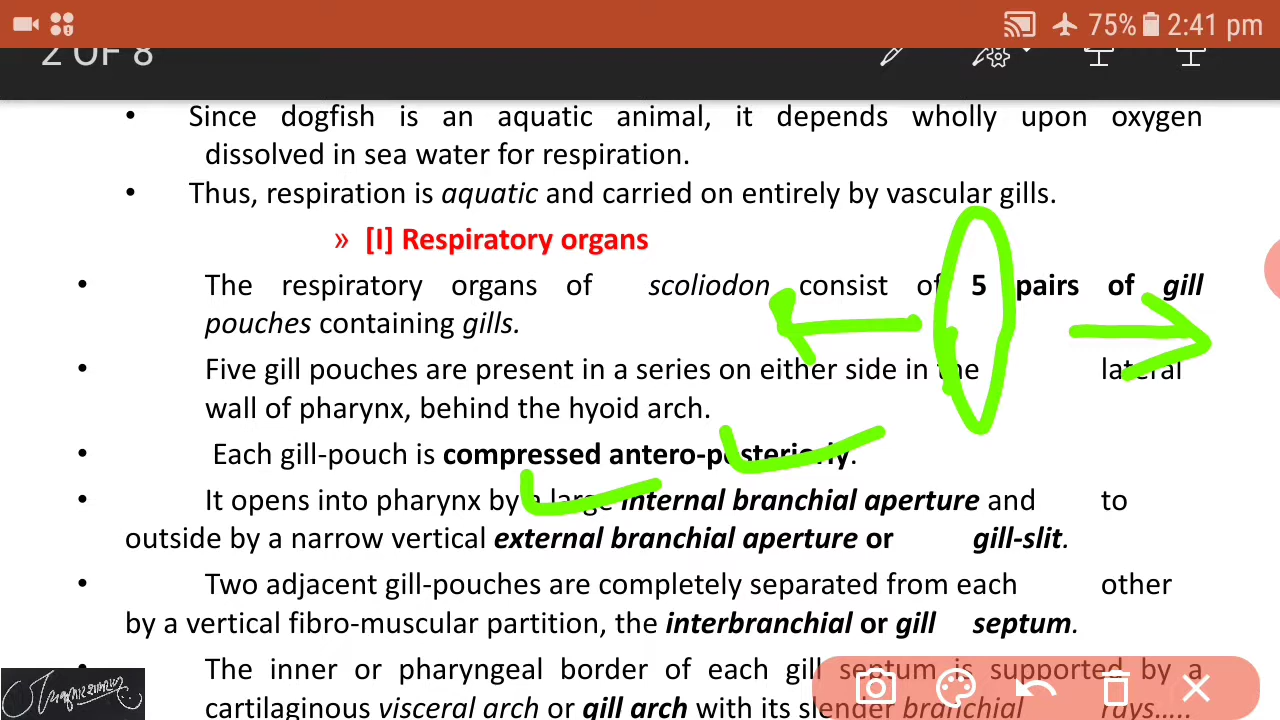 75% 2:41 pm
2 OF 8
• Since dogfish is an aquatic animal, it depends wholly upon oxygen
dissolved in sea water for respiration.
• Thus, respiration is aquatic and carried on entirely by vascular gills.
» [I] Respiratory organs
• The respiratory organs of scoliodon consist of 5 pairs of gill
pouches containing gills.
• Five gill pouches are present in a series on either side in the lateral
wall of pharynx, behind the hyoid arch.
• Each gill-pouch is compressed antero-posteriorly.
• It opens into pharynx by a large internal branchial aperture and to
outside by a narrow vertical external branchial aperture or gill-slit.
• Two adjacent gill-pouches are completely separated from each other
by a vertical fibro-muscular partition, the interbranchial or gill septum.
• The inner or pharyngeal border of each gill septum is supported by a
cartilaginous visceral arch or gill arch with its slender branchial rays.....